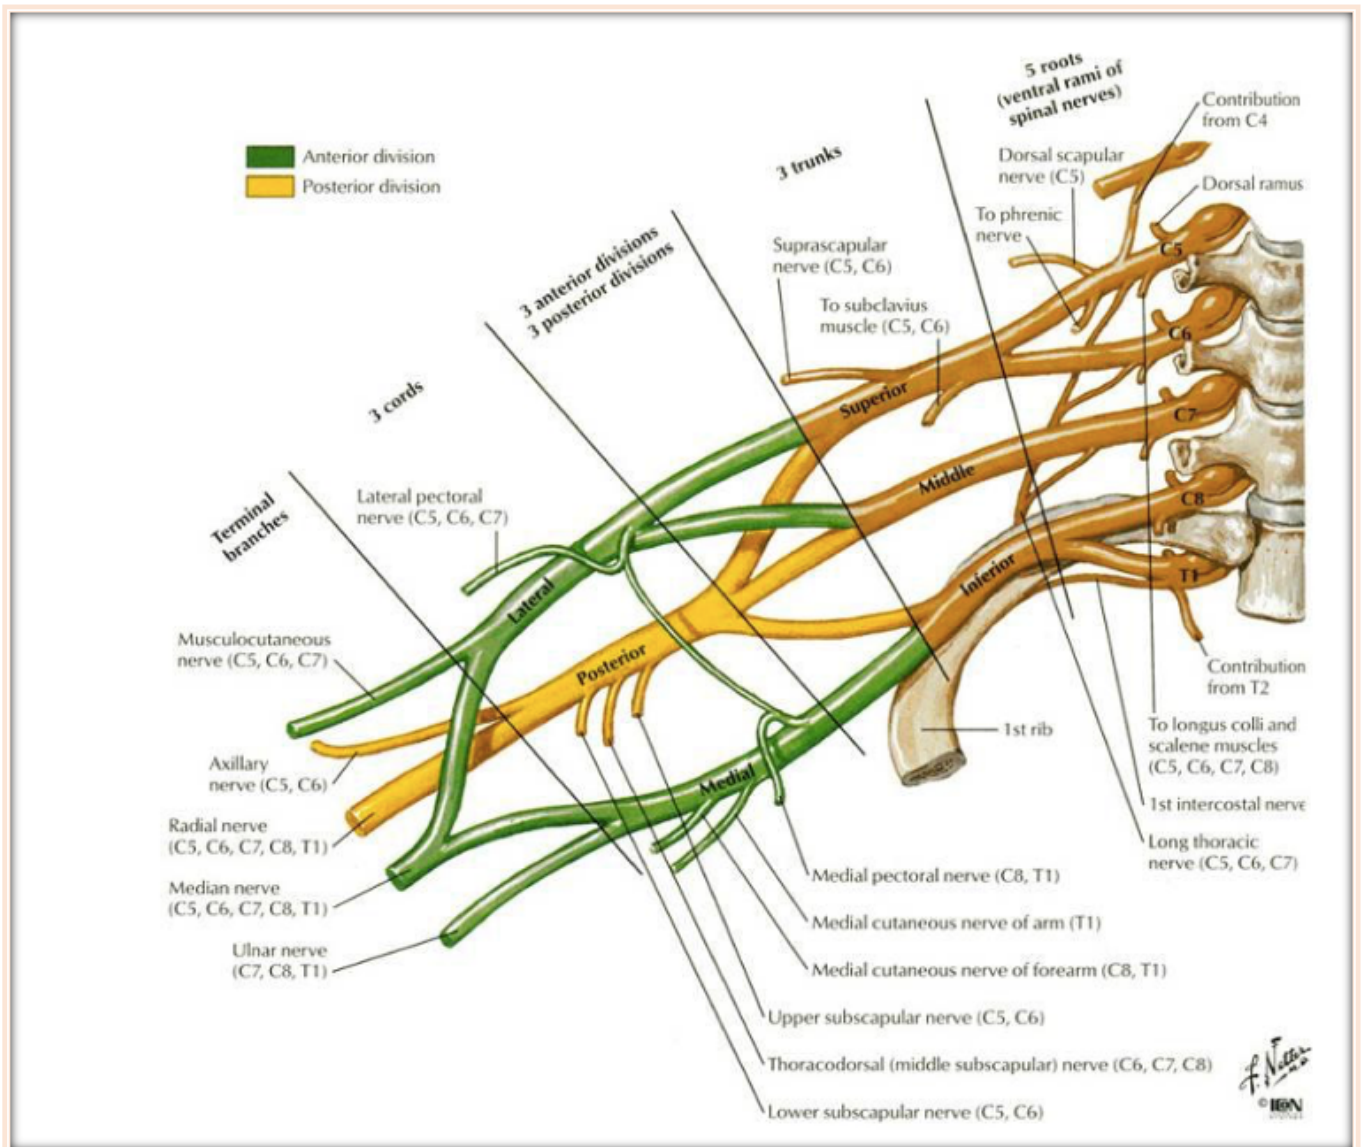 5 roots
(ventral rami of
spinal nerves)
Contribution
from C4
3 trunks
Dorsal scapular
nerve (C5)
Dorsal ramus
Anterior division
Posterior division
To phrenic
nerve
3 anterior divisions
3 posterior divisions
Suprascapular
nerve (C5, C6)
C5
To subclavius
muscle (C5, C6)
C6
3 cords
Superior
C7
Middle
Lateral pectoral
nerve (C5, C6, C7)
C8
Terminal
branches
Inferior
T1
Lateral
Musculocutaneous
nerve (C5, C6, C7)
Posterior
Contribution
from T2
1st rib
To longus colli and
scalene muscles
(C5, C6, C7, C8)
Axillary
nerve (C5, C6)
Medial
1st intercostal nerve
Radial nerve
(C5, C6, C7, C8, T1)
Long thoracic
nerve (C5, C6, C7)
Median nerve
(C5, C6, C7, C8, T1)
Medial pectoral nerve (C8, T1)
Medial cutaneous nerve of arm (T1)
Ulnar nerve
(C7, C8, T1)
Medial cutaneous nerve of forearm (C8, T1)
Upper subscapular nerve (C5, C6)
Thoracodorsal (middle subscapular) nerve (C6, C7, C8)
Lower subscapular nerve (C5, C6)
F. Netter
©ICN